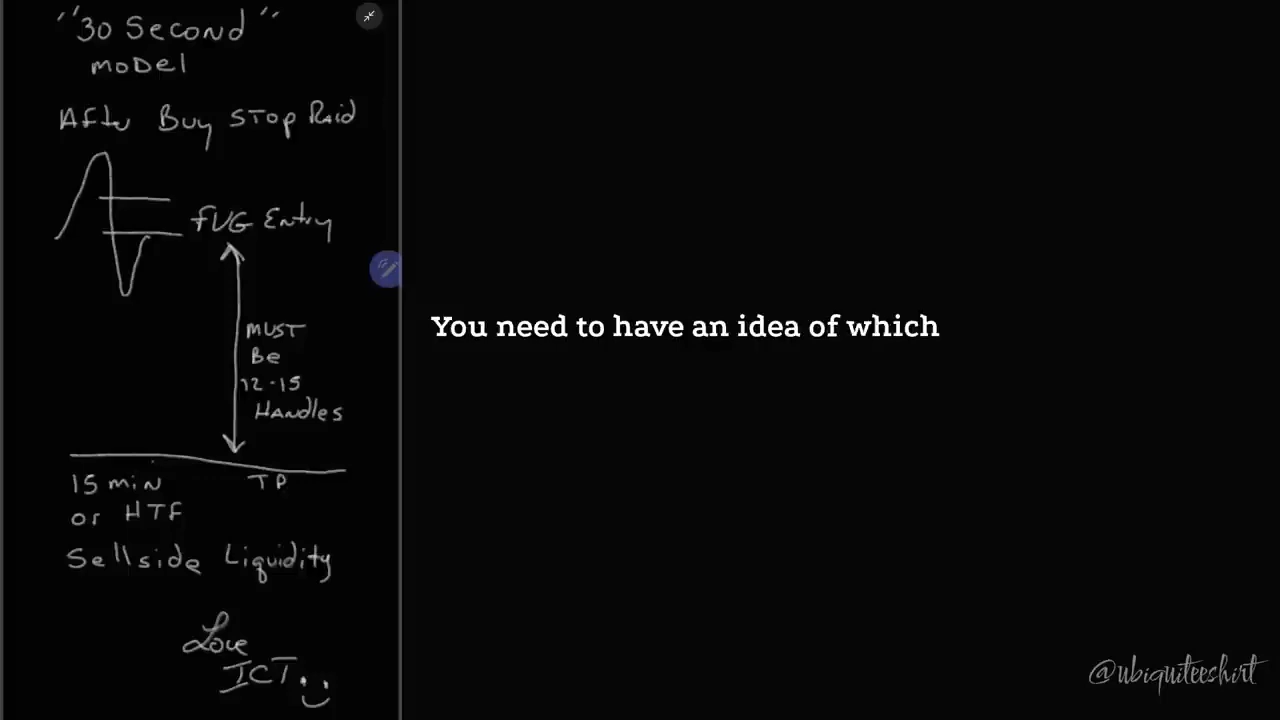 "30 Second"
moDel
After Buy STop Raid
FVG Entry
MUST
Be
12-15
HANDles
15 min
TP
or HTF
Sellside Liquidity
Love
ICT
You need to have an idea of which
@ubiquiteeshirt